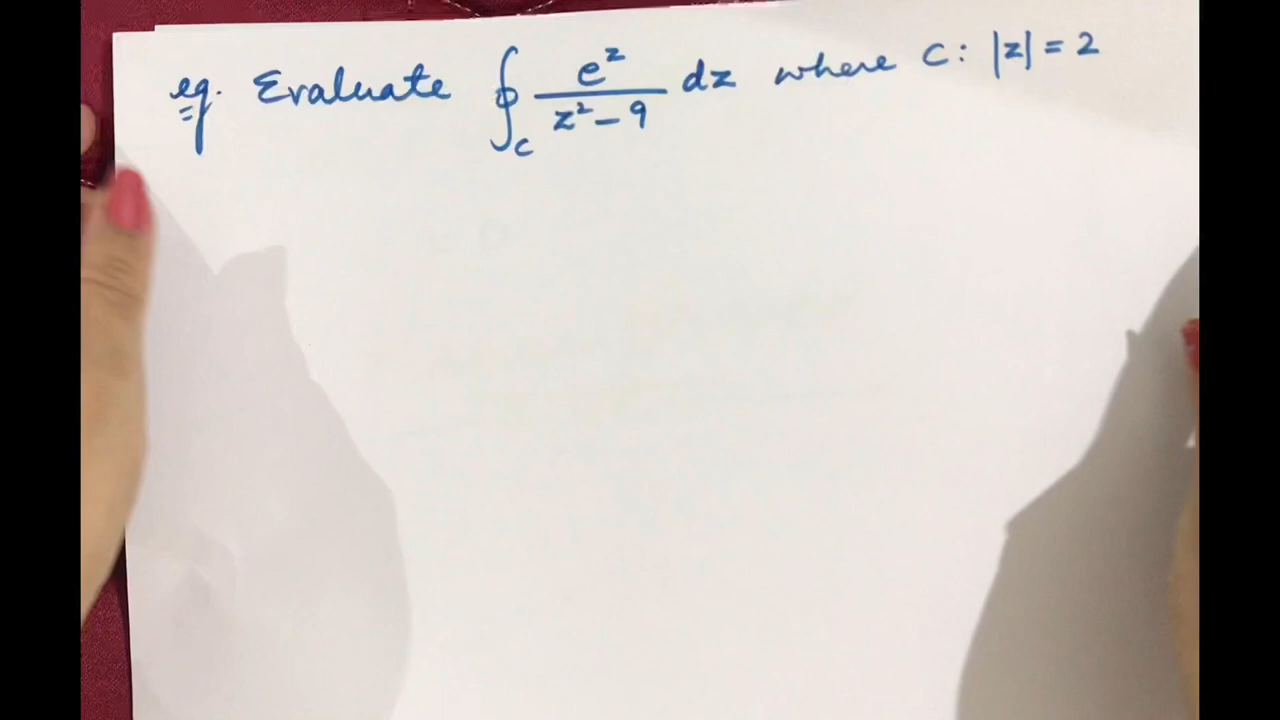 eg. Evaluate ∮_C e^z / (z² - 9) dz where C: |z| = 2